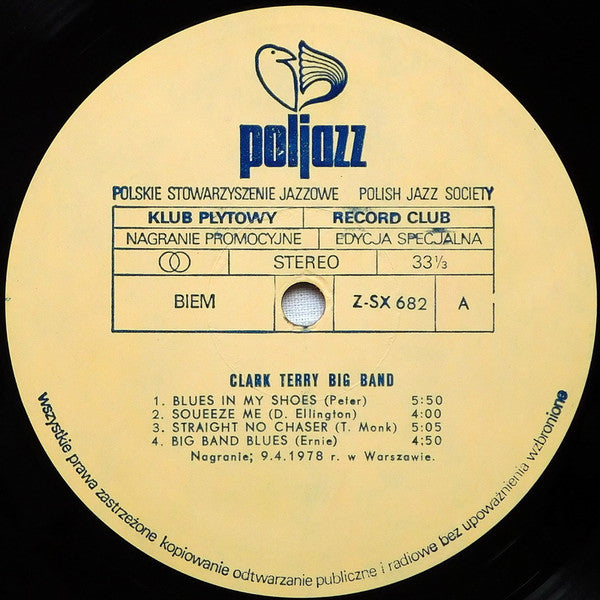 poljazz
POLSKIE STOWARZYSZENIE JAZZOWE POLISH JAZZ SOCIETY
KLUB PŁYTOWY RECORD CLUB
NAGRANIE PROMOCYJNE EDYCJA SPECJALNA
STEREO 33 1/3
BIEM Z-SX 682 A
CLARK TERRY BIG BAND
1. BLUES IN MY SHOES (Peter) 5:50
2. SQUEEZE ME (D. Ellington) 4:00
3. STRAIGHT NO CHASER (T. Monk) 5:05
4. BIG BAND BLUES (Ernie) 4:50
Nagranie; 9.4.1978 r. w Warszawie.
wszystkie prawa zastrzeżone kopiowanie odtwarzanie publiczne i radiowe bez upoważnienia wzbronione